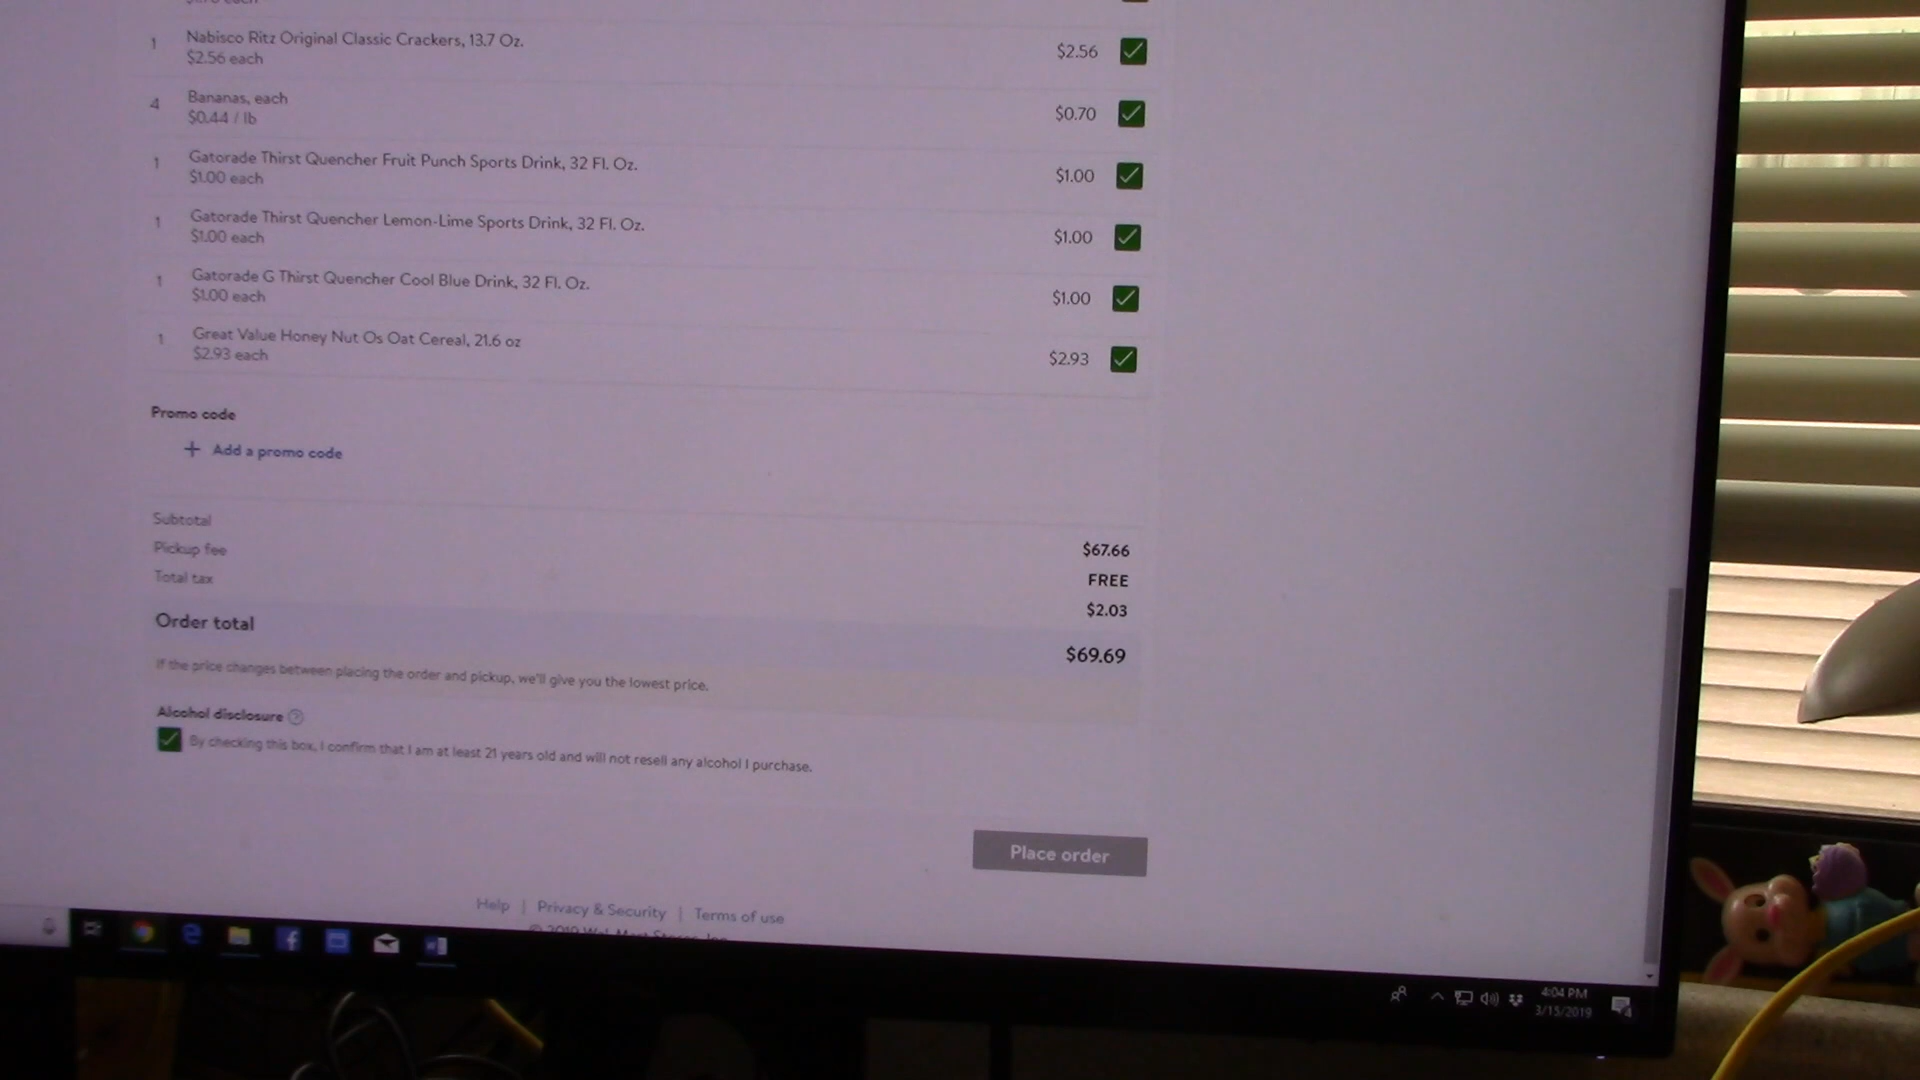 1 Nabisco Ritz Original Classic Crackers, 13.7 Oz. $2.56
$2.56 each
4 Bananas, each $0.70
$0.44 / lb
1 Gatorade Thirst Quencher Fruit Punch Sports Drink, 32 Fl. Oz. $1.00
$1.00 each
1 Gatorade Thirst Quencher Lemon-Lime Sports Drink, 32 Fl. Oz. $1.00
$1.00 each
1 Gatorade G Thirst Quencher Cool Blue Drink, 32 Fl. Oz. $1.00
$1.00 each
1 Great Value Honey Nut Os Oat Cereal, 21.6 oz $2.93
$2.93 each
Promo code
+ Add a promo code
Subtotal $67.66
Pickup fee FREE
Total tax $2.03
Order total $69.69
If the price changes between placing the order and pickup, we'll give you the lowest price.
Alcohol disclosure ?
By checking this box, I confirm that I am at least 21 years old and will not resell any alcohol I purchase.
Place order
Help | Privacy & Security | Terms of use
© 2019 Wal-Mart Stores, Inc.
4:04 PM
3/15/2019
4